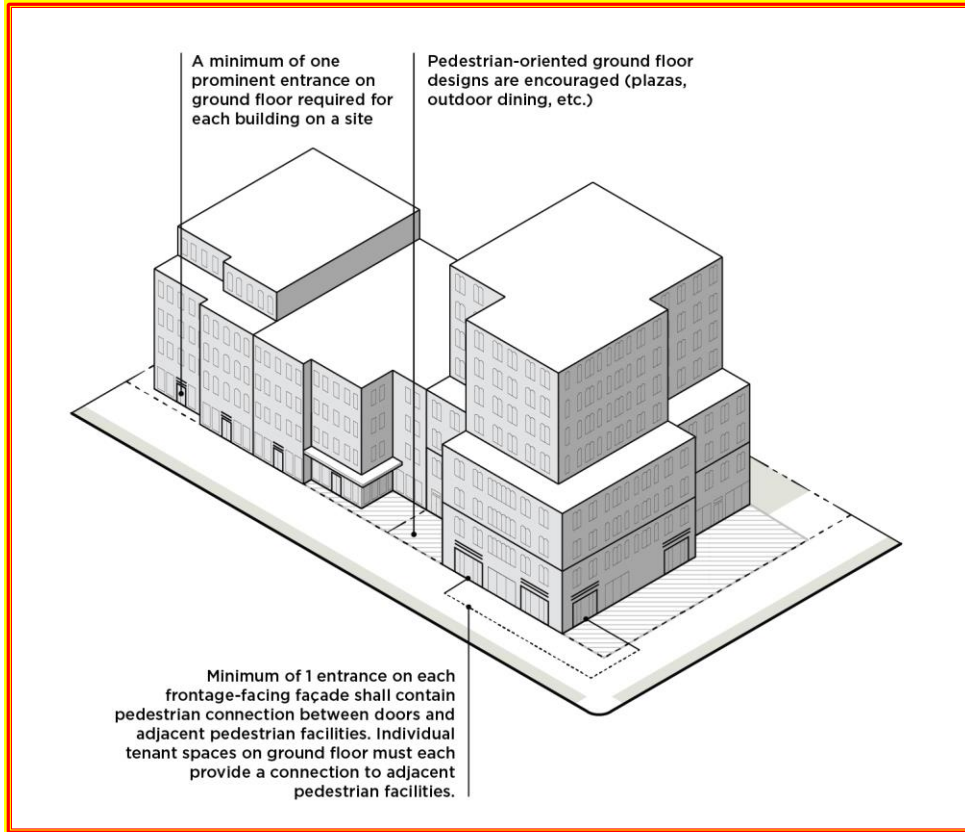 A minimum of one
prominent entrance on
ground floor required for
each building on a site
Pedestrian-oriented ground floor
designs are encouraged (plazas,
outdoor dining, etc.)
Minimum of 1 entrance on each
frontage-facing façade shall contain
pedestrian connection between doors and
adjacent pedestrian facilities. Individual
tenant spaces on ground floor must each
provide a connection to adjacent
pedestrian facilities.